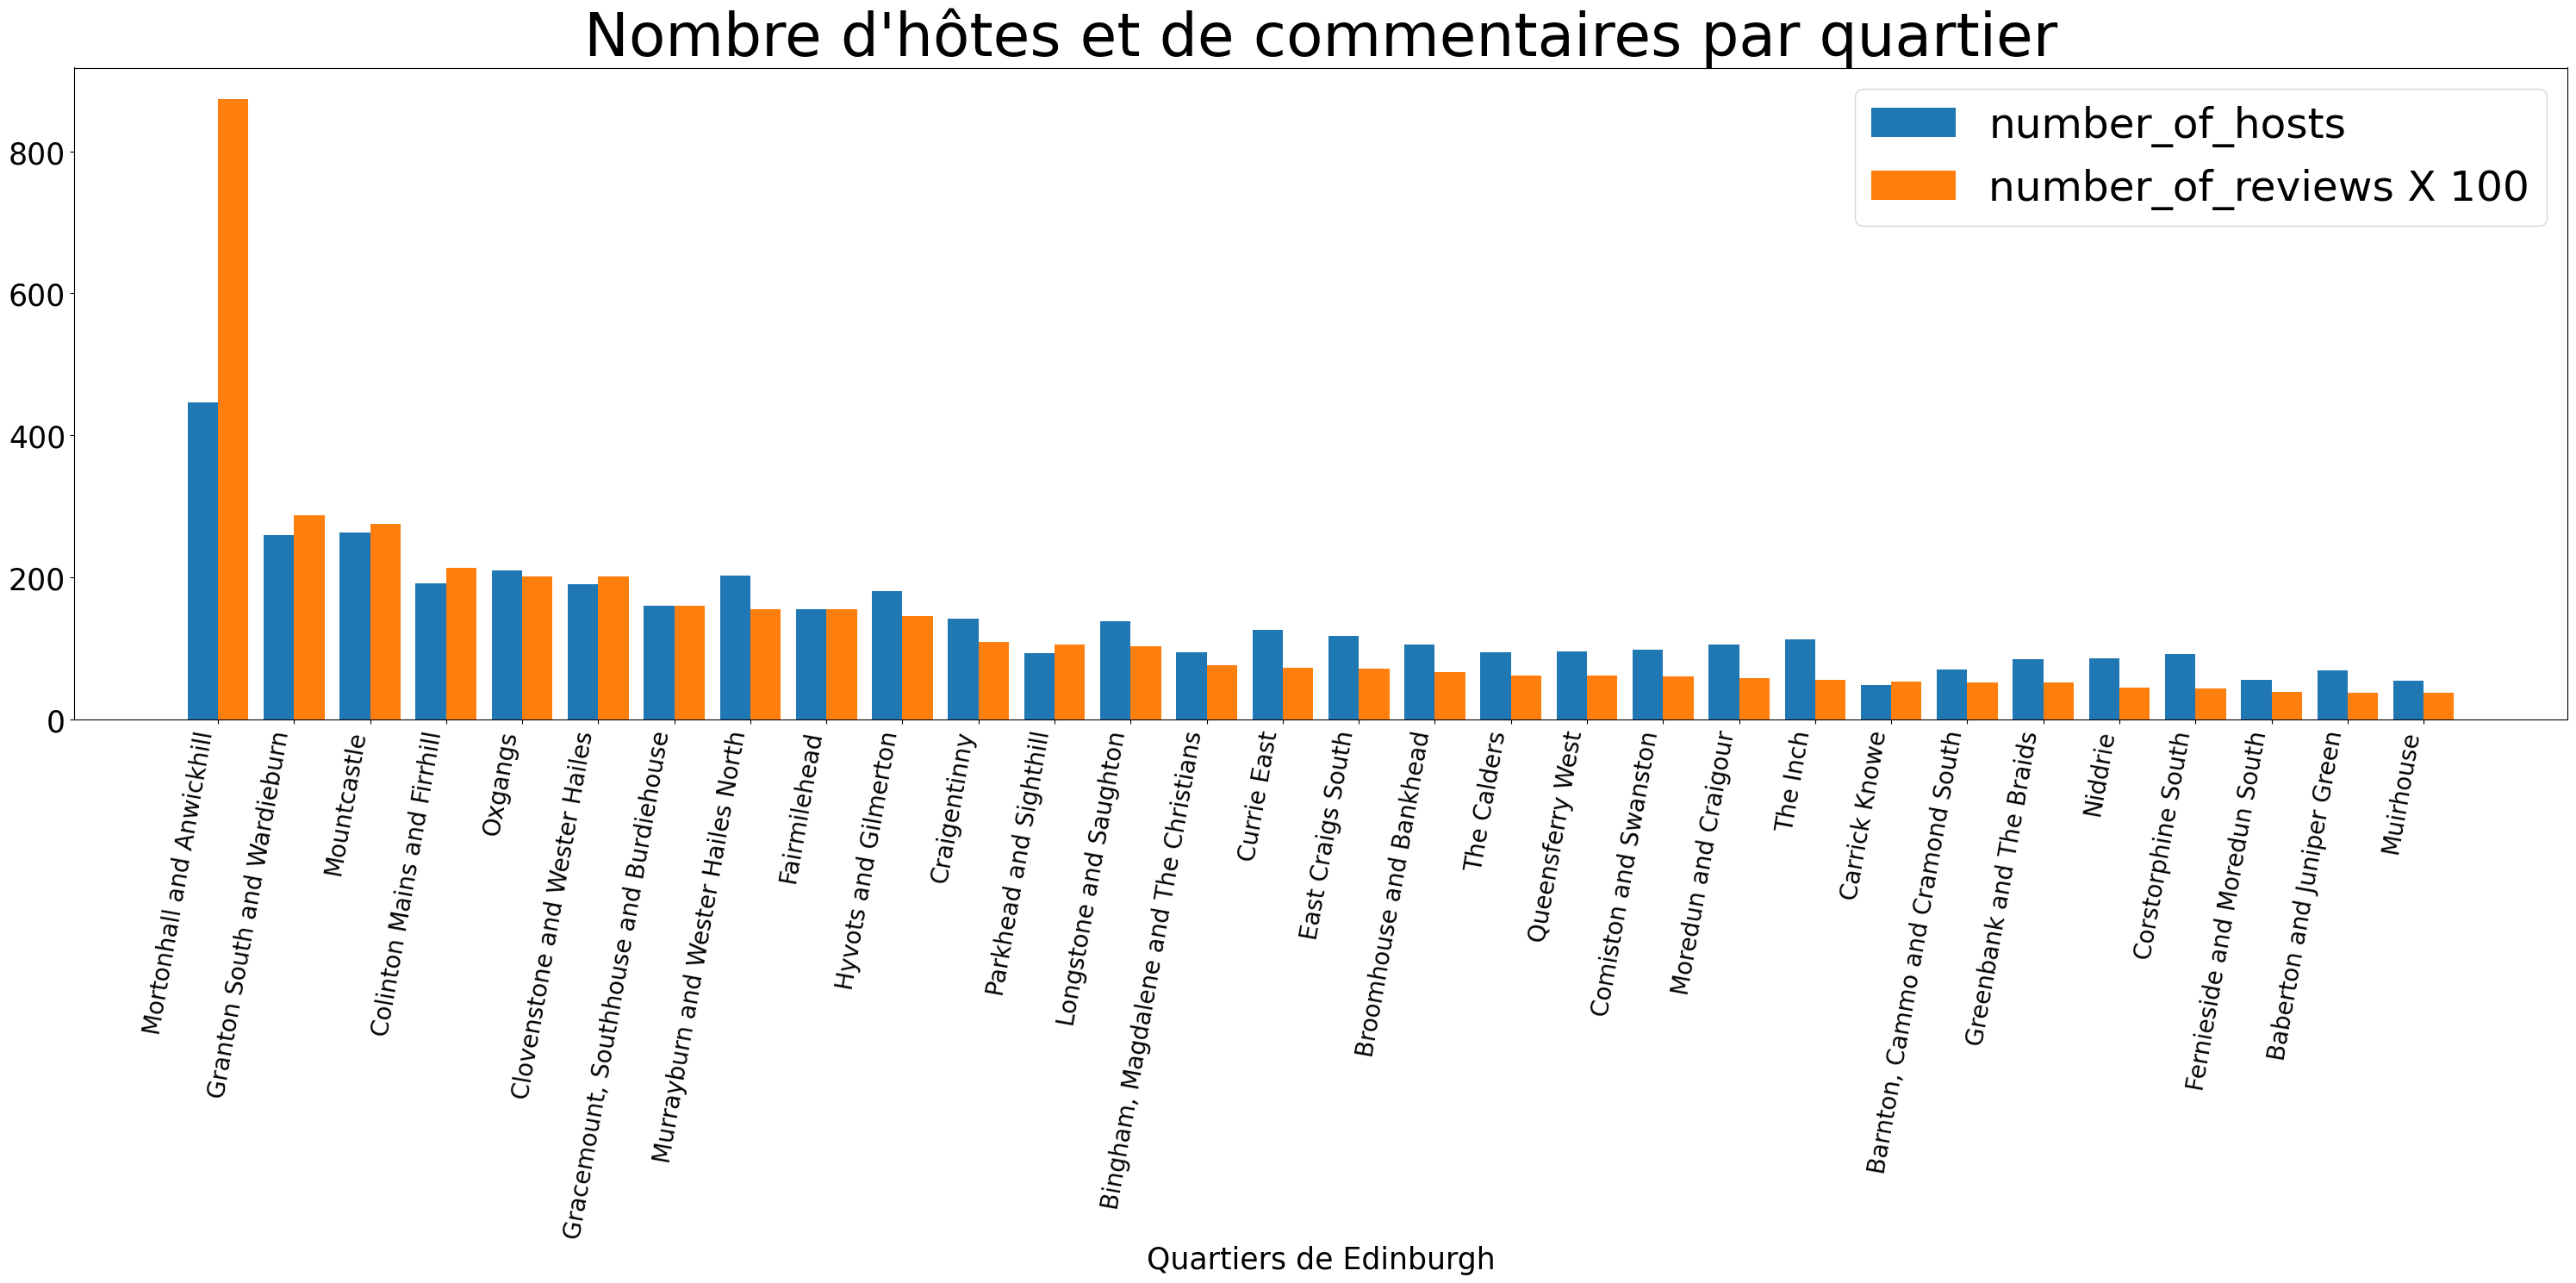 Nombre d'hôtes et de commentaires par quartier
number_of_hosts
number_of_reviews X 100
800
600
400
200
0
Mortonhall and Anwickhill
Granton South and Wardieburn
Mountcastle
Colinton Mains and Firrhill
Oxgangs
Clovenstone and Wester Hailes
Gracemount, Southhouse and Burdiehouse
Murrayburn and Wester Hailes North
Fairmilehead
Hyvots and Gilmerton
Craigentinny
Parkhead and Sighthill
Longstone and Saughton
Bingham, Magdalene and The Christians
Currie East
East Craigs South
Broomhouse and Bankhead
The Calders
Queensferry West
Comiston and Swanston
Moredun and Craigour
The Inch
Carrick Knowe
Barnton, Cammo and Cramond South
Greenbank and The Braids
Niddrie
Corstorphine South
Fernieside and Moredun South
Baberton and Juniper Green
Muirhouse
Quartiers de Edinburgh